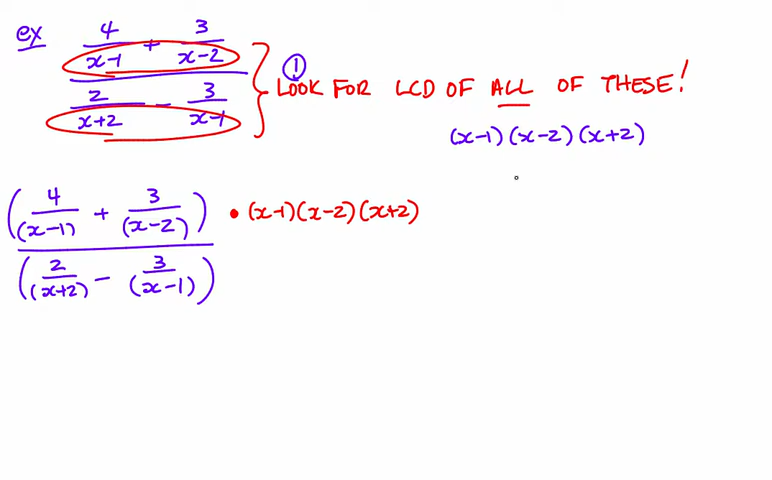 ex 4/(x-1) + 3/(x-2)
2/(x+2) - 3/(x-1)
① LOOK FOR LCD OF ALL OF THESE!
(x-1)(x-2)(x+2)
(4/(x-1) + 3/(x-2)) • (x-1)(x-2)(x+2)
(2/(x+2) - 3/(x-1))